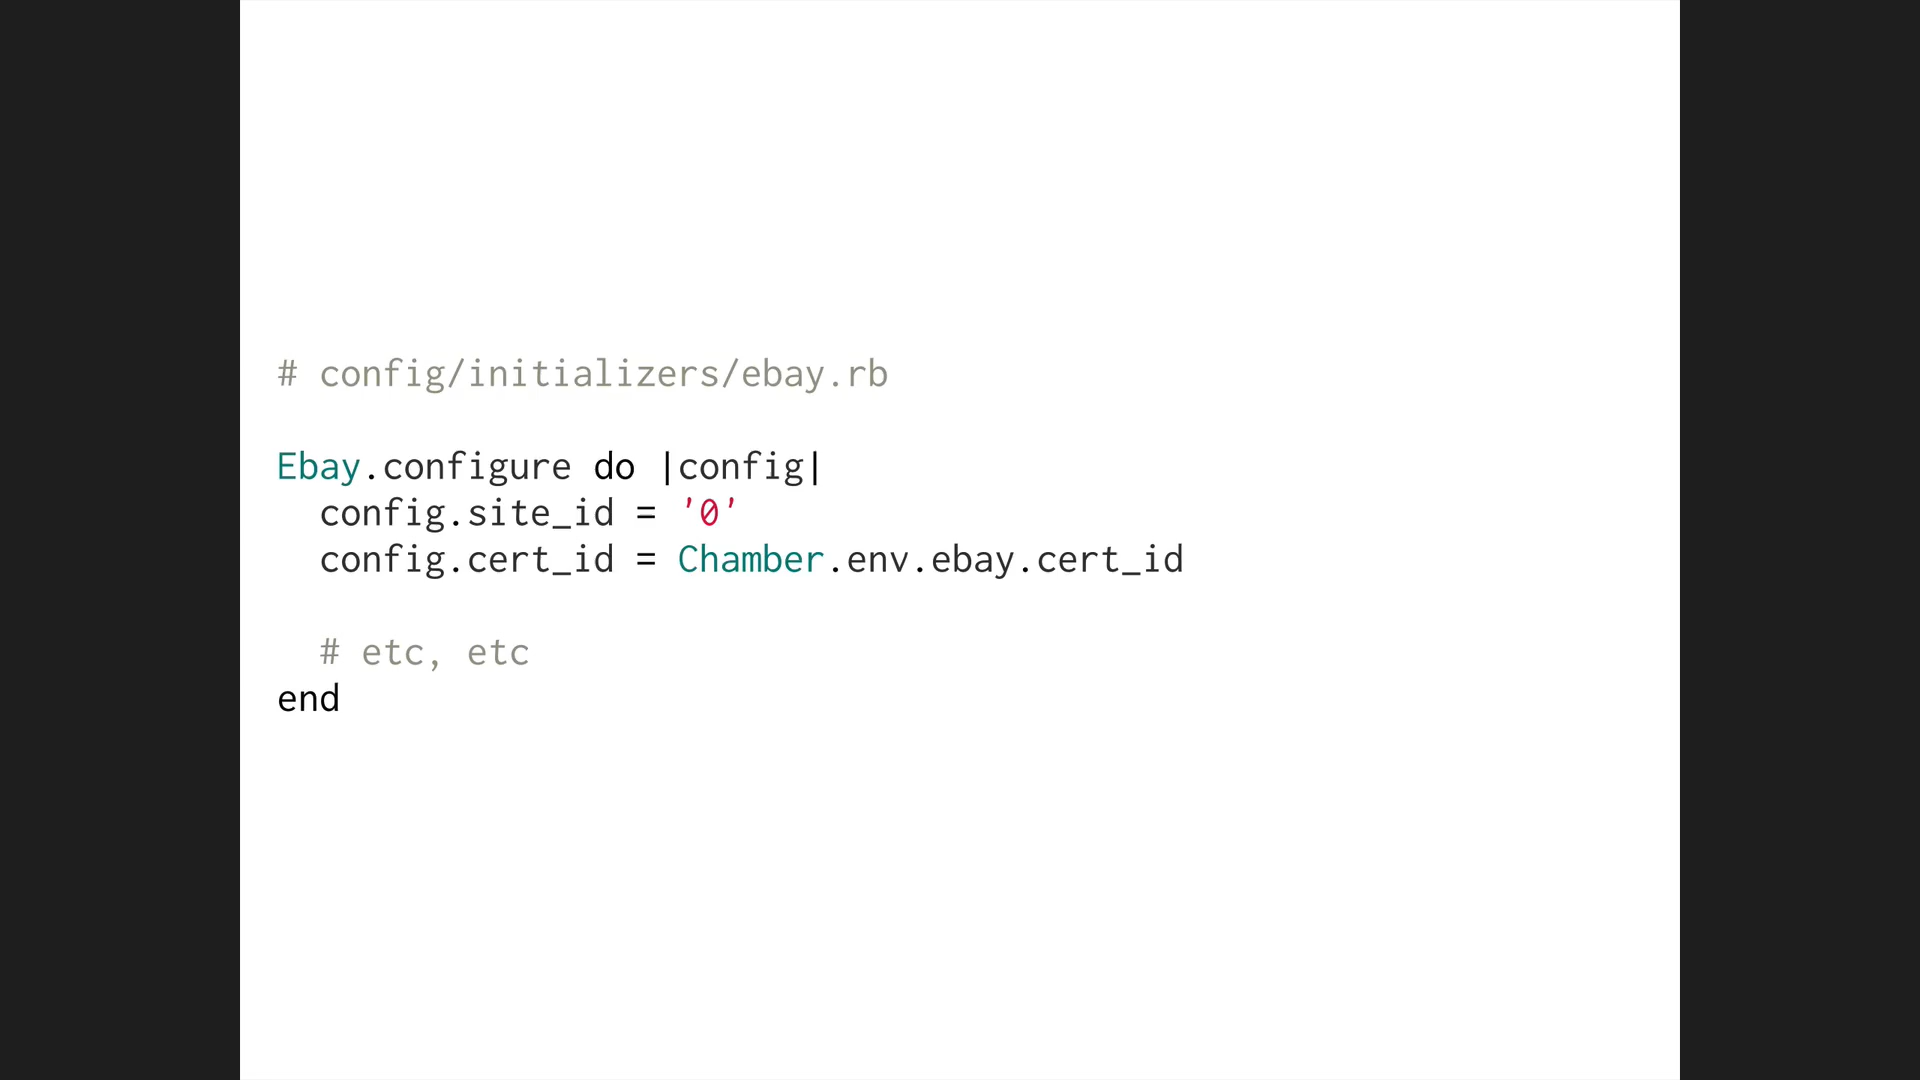 # config/initializers/ebay.rb
Ebay.configure do |config|
  config.site_id = '0'
  config.cert_id = Chamber.env.ebay.cert_id
  # etc, etc
end